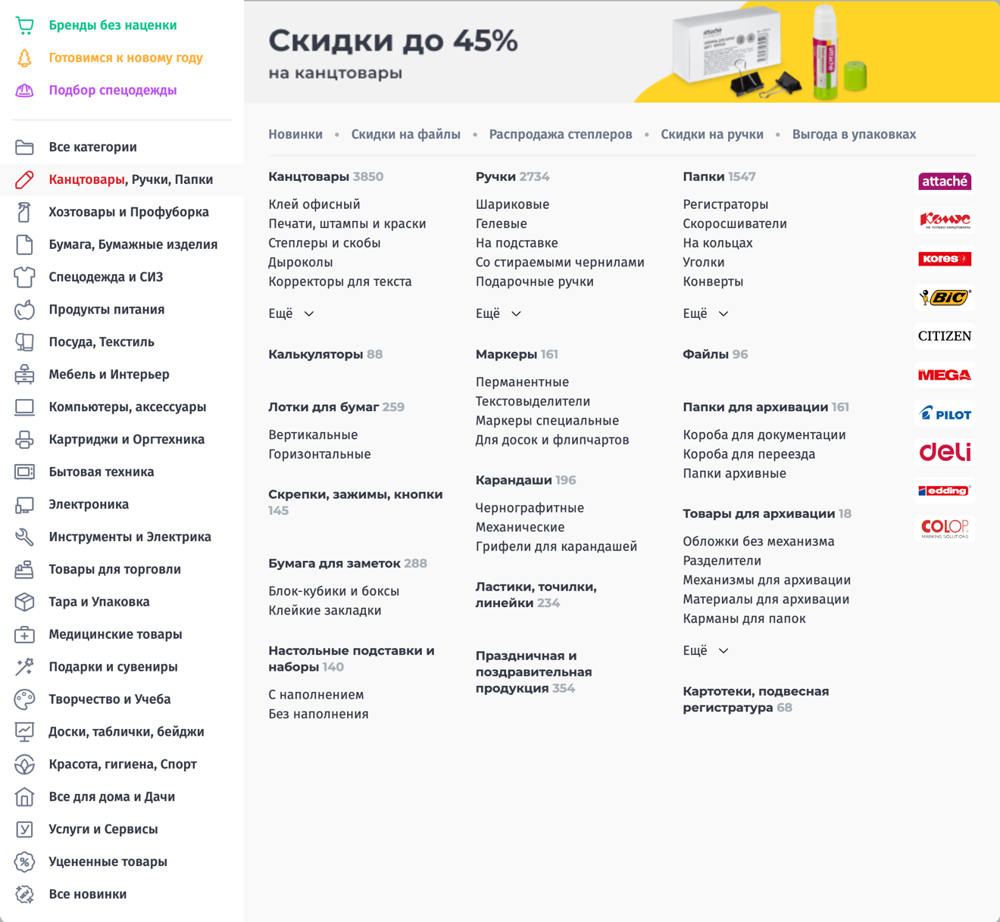 Бренды без наценки
Готовимся к новому году
Подбор спецодежды
Все категории
Канцтовары, Ручки, Папки
Хозтовары и Профуборка
Бумага, Бумажные изделия
Спецодежда и СИЗ
Продукты питания
Посуда, Текстиль
Мебель и Интерьер
Компьютеры, аксессуары
Картриджи и Оргтехника
Бытовая техника
Электроника
Инструменты и Электрика
Товары для торговли
Тара и Упаковка
Медицинские товары
Подарки и сувениры
Творчество и Учеба
Доски, таблички, бейджи
Красота, гигиена, Спорт
Все для дома и Дачи
Услуги и Сервисы
Уцененные товары
Все новинки
Скидки до 45%
на канцтовары
attaché
attaché
Новинки • Скидки на файлы • Распродажа степлеров • Скидки на ручки • Выгода в упаковках
Канцтовары 3850
Клей офисный
Печати, штампы и краски
Степлеры и скобы
Дыроколы
Корректоры для текста
Ещё
Калькуляторы 88
Лотки для бумаг 259
Вертикальные
Горизонтальные
Скрепки, зажимы, кнопки
145
Бумага для заметок 288
Блок-кубики и боксы
Клейкие закладки
Настольные подставки и
наборы 140
С наполнением
Без наполнения
Ручки 2734
Шариковые
Гелевые
На подставке
Со стираемыми чернилами
Подарочные ручки
Ещё
Маркеры 161
Перманентные
Текстовыделители
Маркеры специальные
Для досок и флипчартов
Карандаши 196
Чернографитные
Механические
Грифели для карандашей
Ластики, точилки,
линейки 234
Праздничная и
поздравительная
продукция 354
Папки 1547
Регистраторы
Скоросшиватели
На кольцах
Уголки
Конверты
Ещё
Файлы 96
Папки для архивации 161
Короба для документации
Короба для переезда
Папки архивные
Товары для архивации 18
Обложки без механизма
Разделители
Механизмы для архивации
Материалы для архивации
Карманы для папок
Ещё
Картотеки, подвесная
регистратура 68
attaché
Комус
НЕ ТОЛЬКО КАНЦТОВАРЫ
KORES
BIC
CITIZEN
MEGA
PILOT
deli
edding
COLOP
MARKING SOLUTIONS